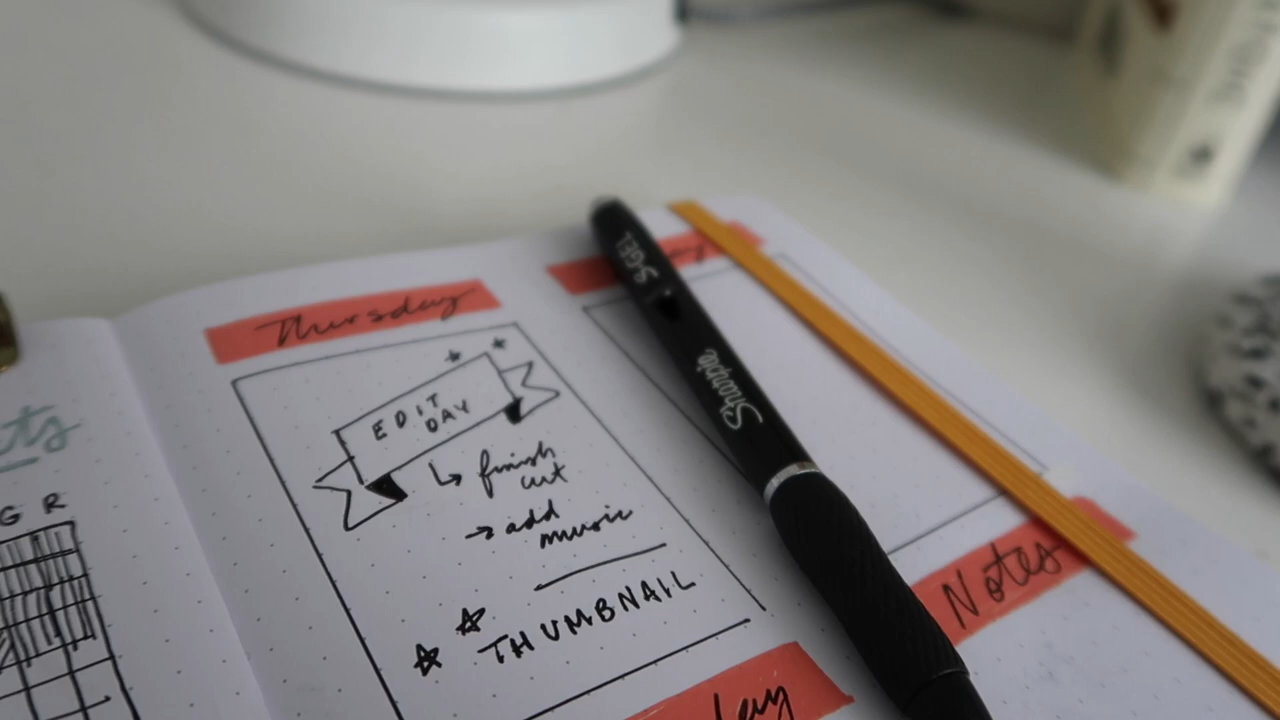 Thursday
EDIT
DAY
↳ finish
cut
→ add
music
THUMBNAIL
S·GEL
Sharpie
Notes
G R